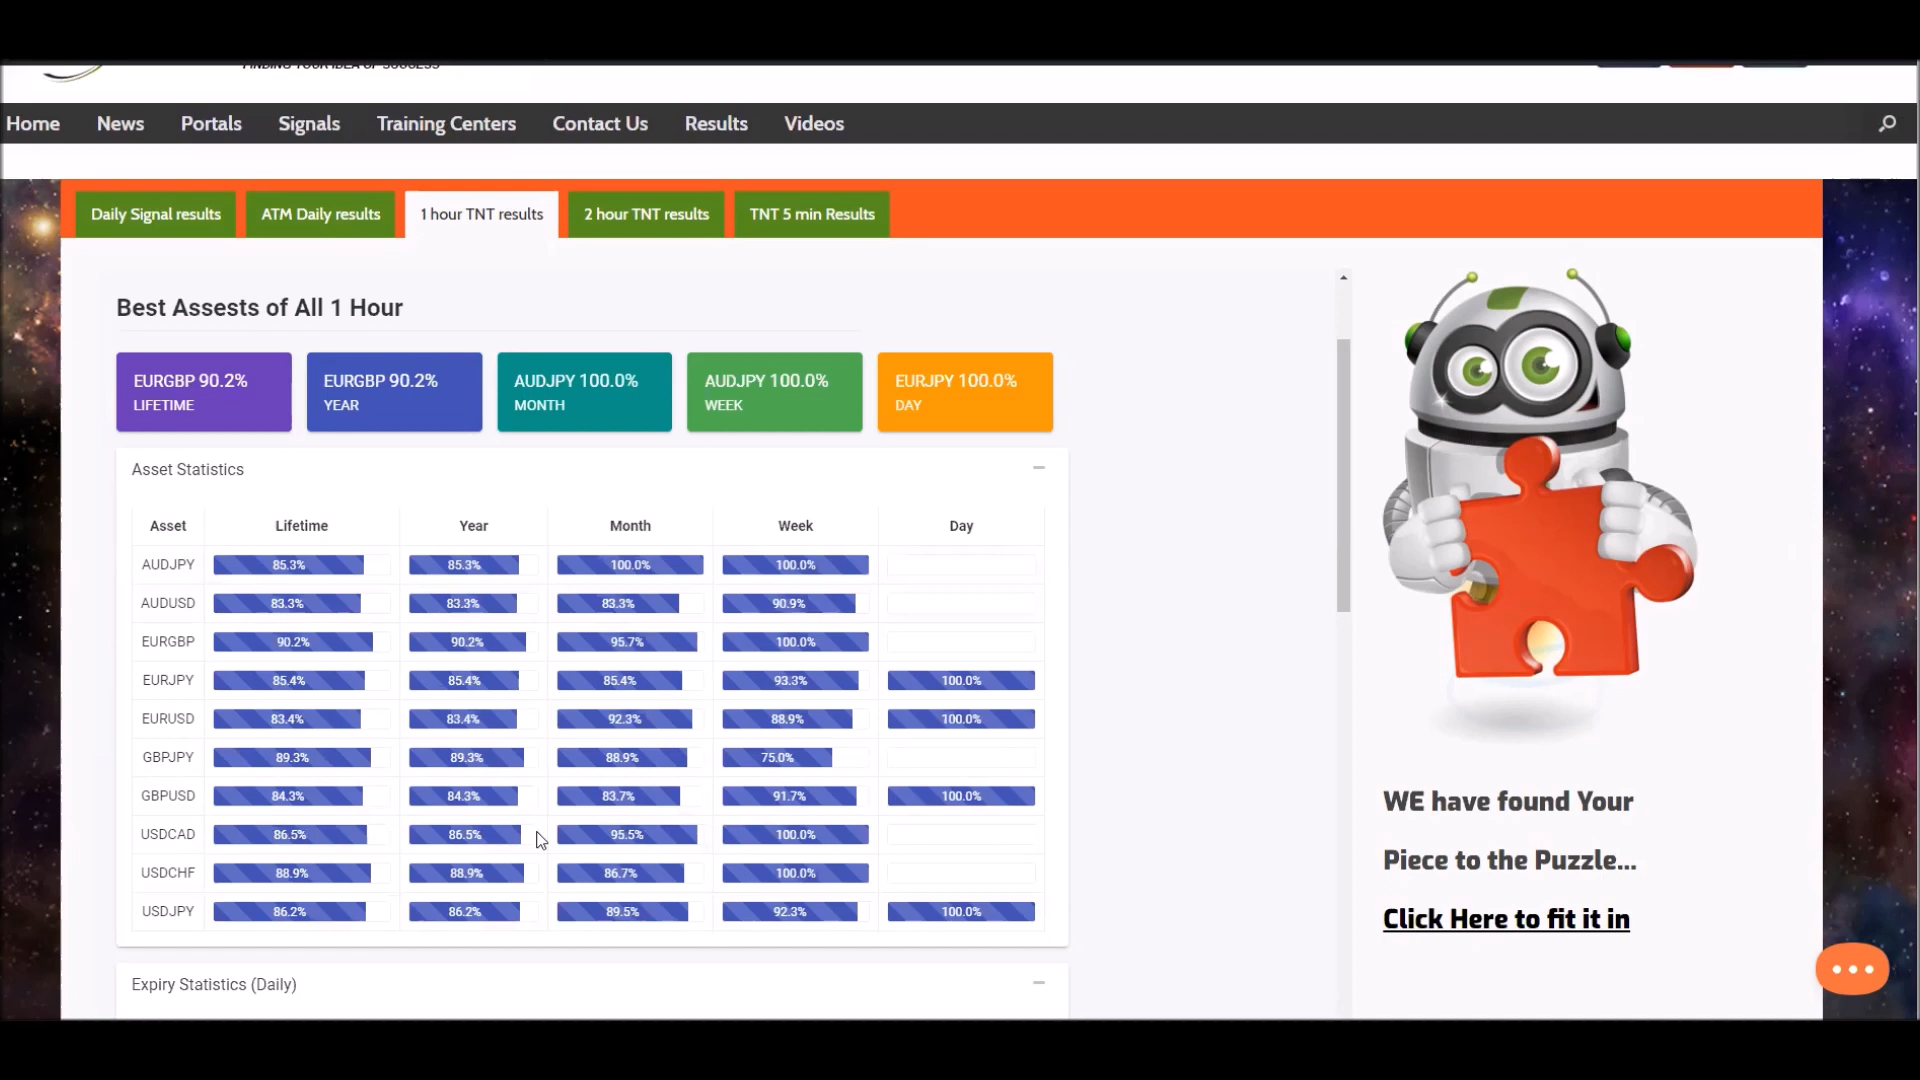 FINDING YOUR IDEA OF SUCCESS
Home News Portals Signals Training Centers Contact Us Results Videos
Daily Signal results ATM Daily results 1 hour TNT results 2 hour TNT results TNT 5 min Results
Best Assests of All 1 Hour
EURGBP 90.2% EURGBP 90.2% AUDJPY 100.0% AUDJPY 100.0% EURJPY 100.0%
LIFETIME YEAR MONTH WEEK DAY
Asset Statistics
Asset Lifetime Year Month Week Day
AUDJPY 85.3% 85.3% 100.0% 100.0%
AUDUSD 83.3% 83.3% 83.3% 90.9%
EURGBP 90.2% 90.2% 95.7% 100.0%
EURJPY 85.4% 85.4% 85.4% 93.3% 100.0%
EURUSD 83.4% 83.4% 92.3% 88.9% 100.0%
GBPJPY 89.3% 89.3% 88.9% 75.0%
GBPUSD 84.3% 84.3% 83.7% 91.7% 100.0%
USDCAD 86.5% 86.5% 95.5% 100.0%
USDCHF 88.9% 88.9% 86.7% 100.0%
USDJPY 86.2% 86.2% 89.5% 92.3% 100.0%
Expiry Statistics (Daily)
WE have found Your
Piece to the Puzzle...
Click Here to fit it in